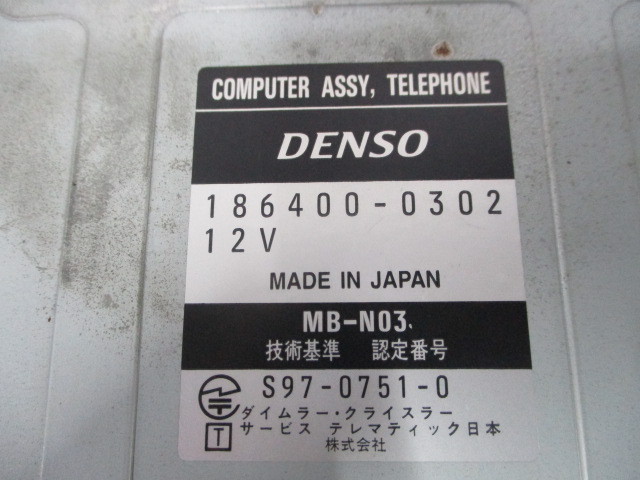 COMPUTER ASSY, TELEPHONE
DENSO
186400-0302
12V
MADE IN JAPAN
MB-N03
技術基準 認定番号
S97-0751-0
T
ダイムラー・クライスラー
サービス テレマティック日本
株式会社